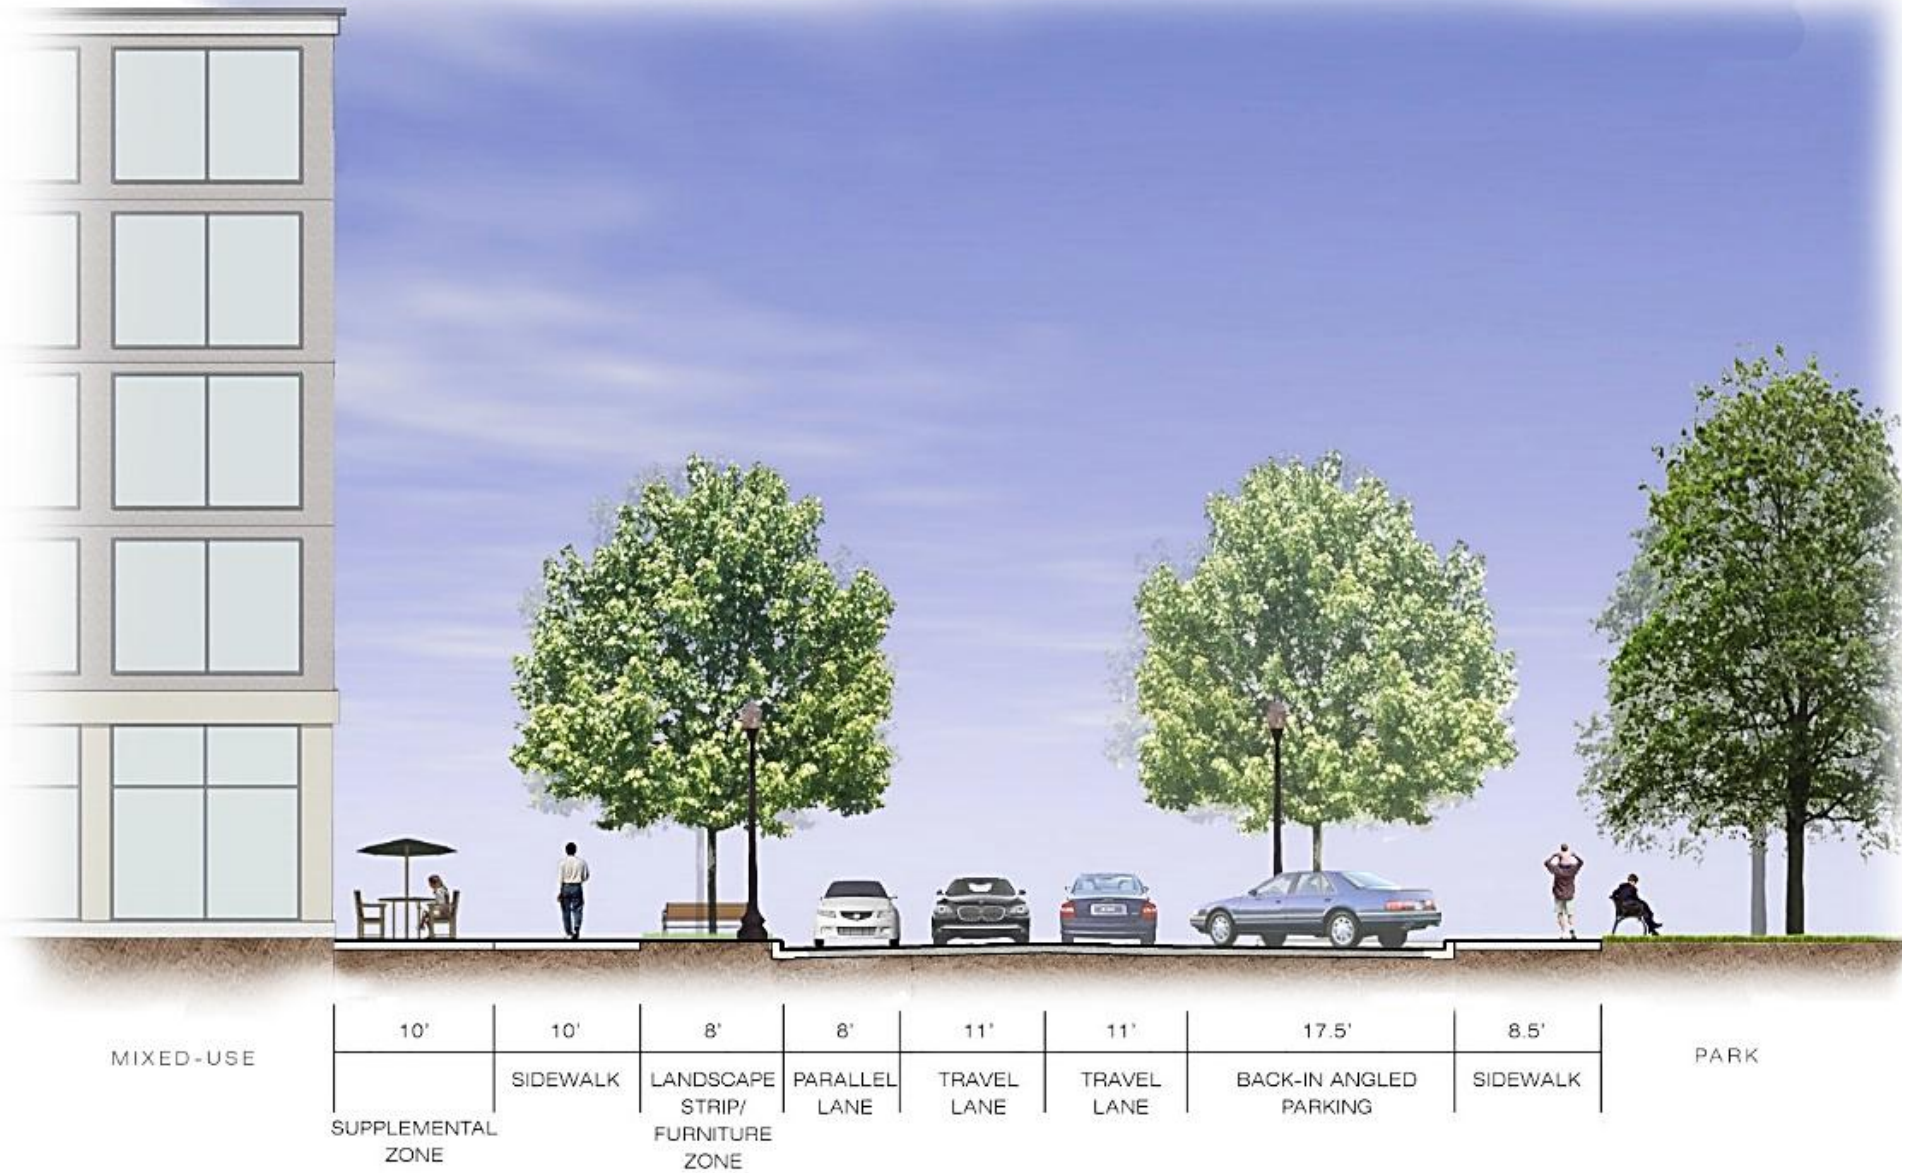 10'
10'
8'
8'
11'
11'
17.5'
8.5'
MIXED-USE
PARK
SUPPLEMENTAL
ZONE
SIDEWALK
LANDSCAPE
STRIP/
FURNITURE
ZONE
PARALLEL
LANE
TRAVEL
LANE
TRAVEL
LANE
BACK-IN ANGLED
PARKING
SIDEWALK